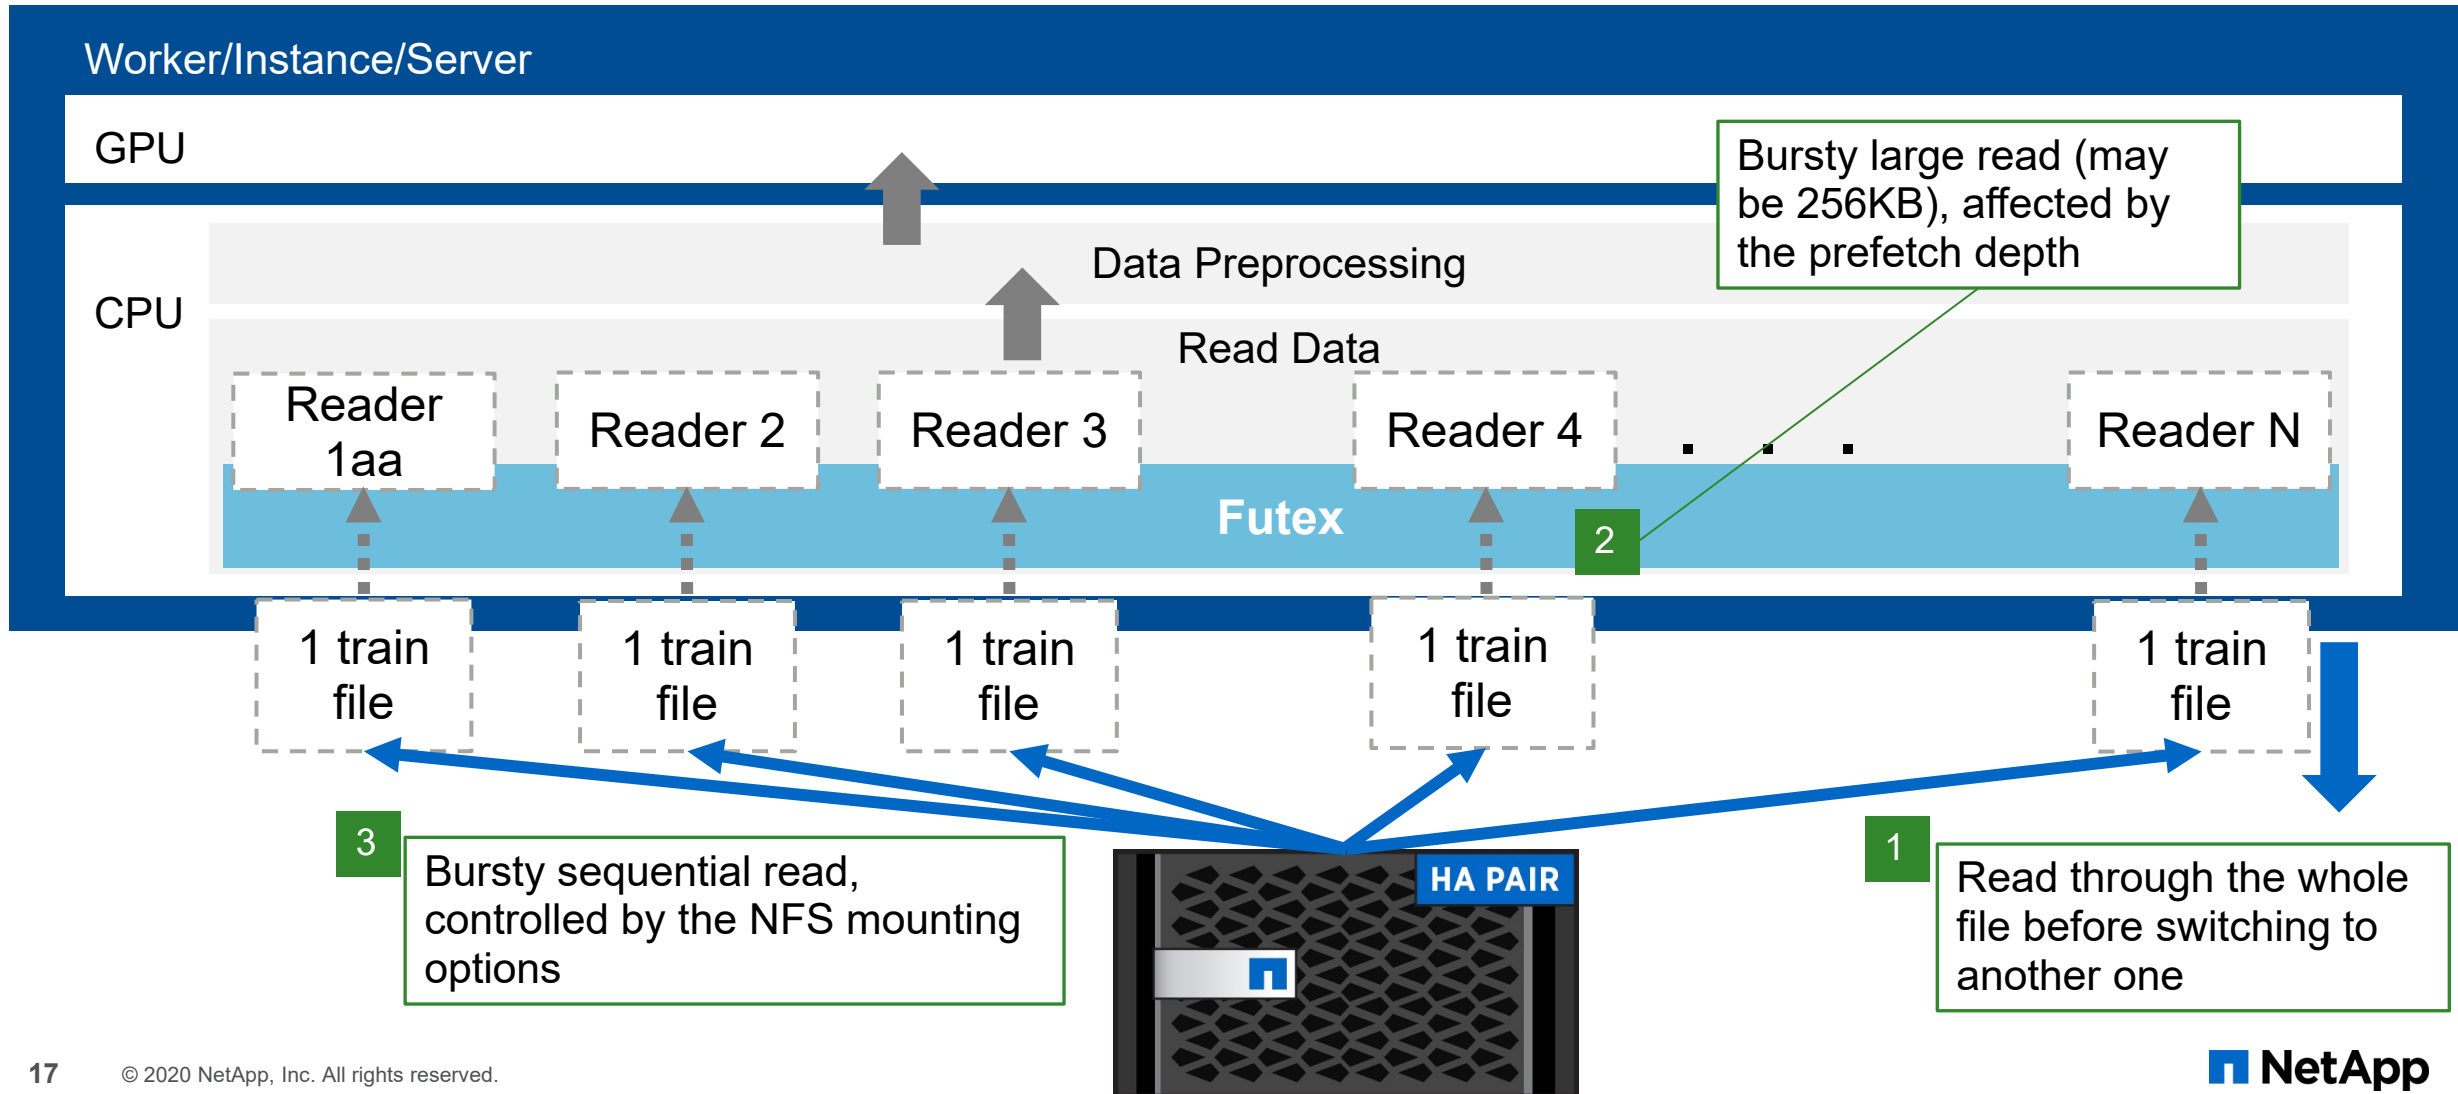 Worker/Instance/Server
GPU
Bursty large read (may
be 256KB), affected by
the prefetch depth
Data Preprocessing
CPU
Read Data
Reader
1aa
Reader 2
Reader 3
Reader 4
. . .
Reader N
Futex
2
1 train
file
1 train
file
1 train
file
1 train
file
1 train
file
3
Bursty sequential read,
controlled by the NFS mounting
options
HA PAIR
1
Read through the whole
file before switching to
another one
17
© 2020 NetApp, Inc. All rights reserved.
NetApp